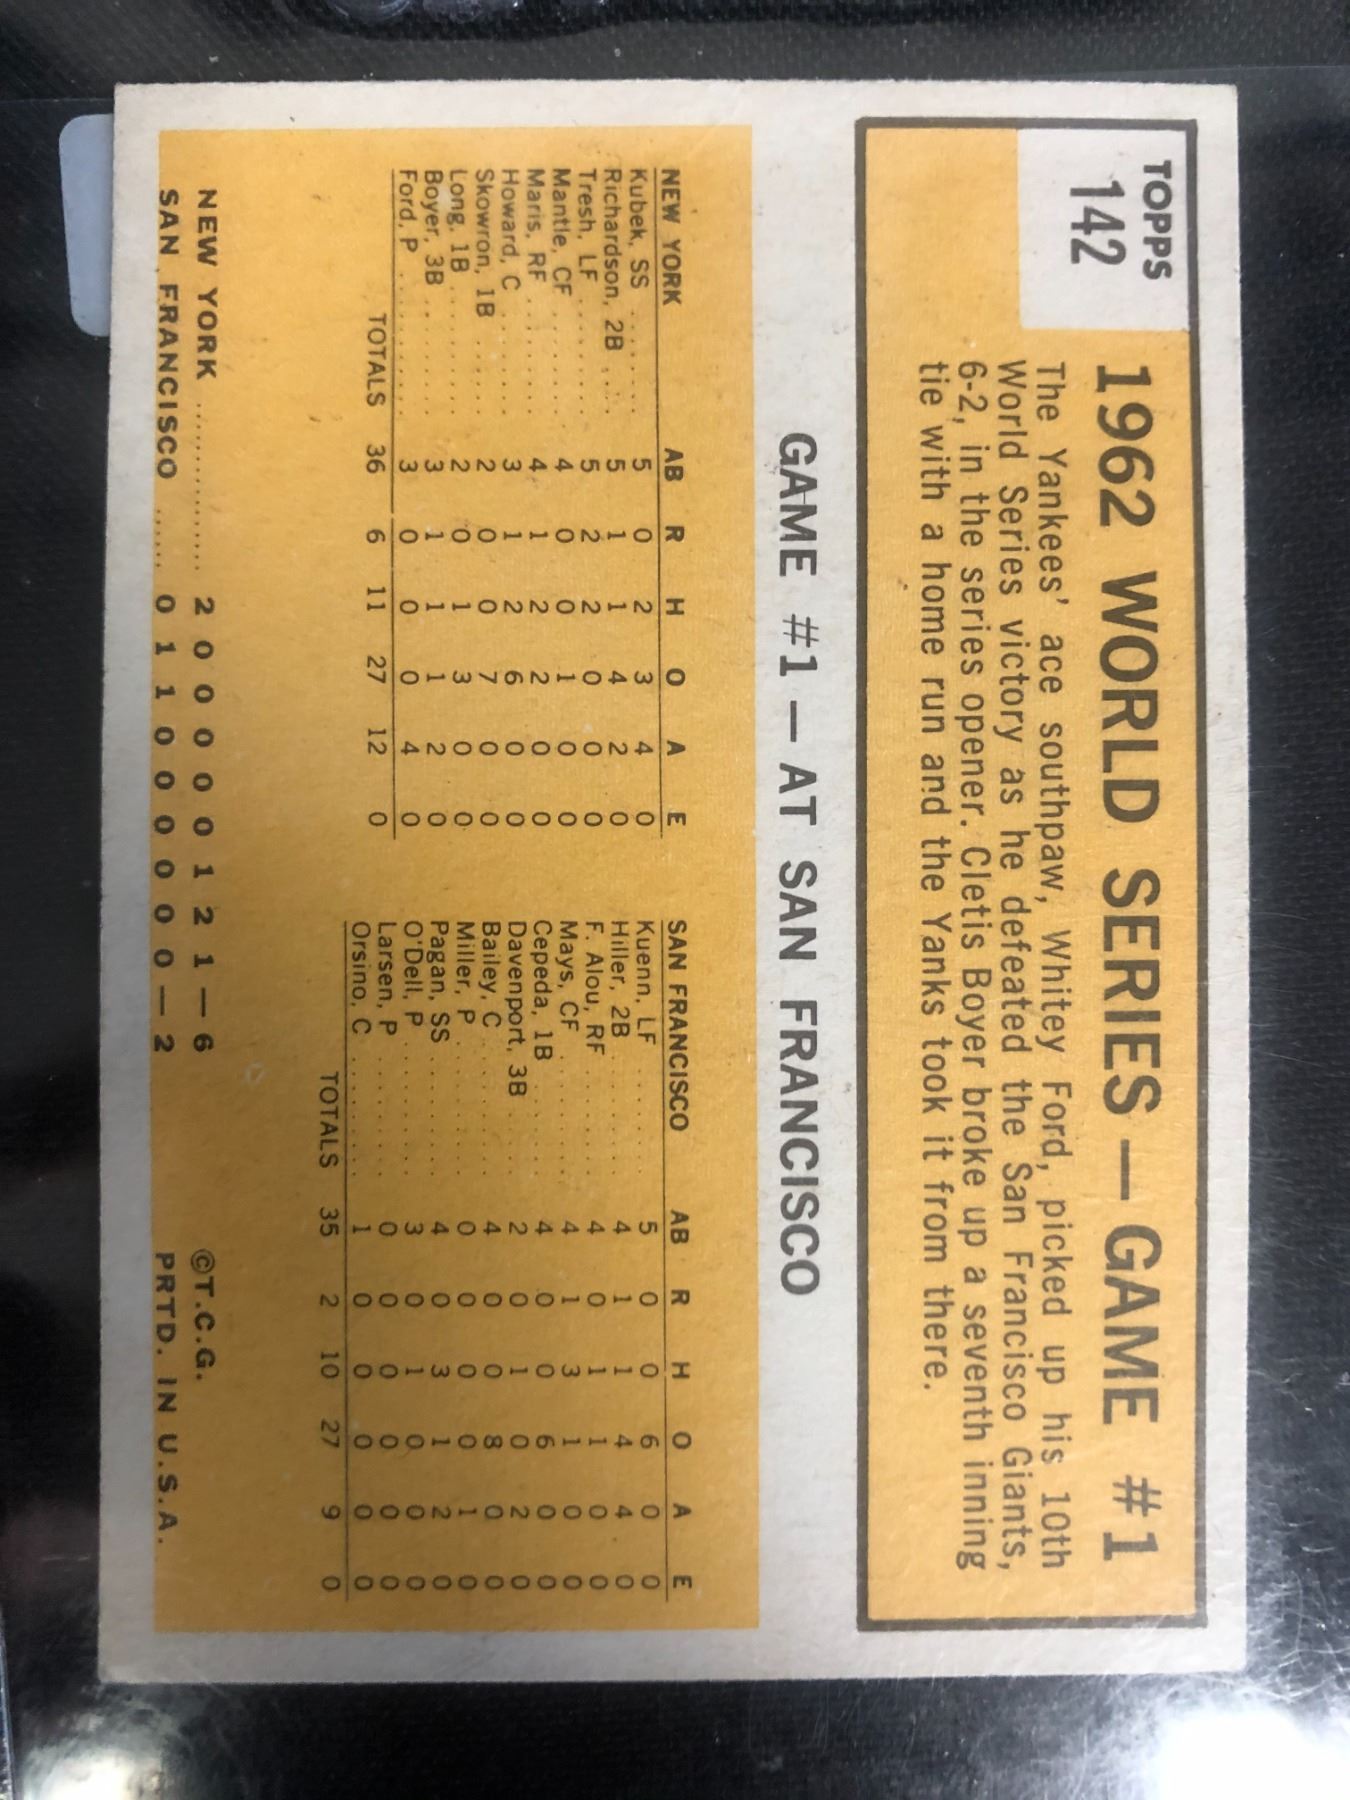 TOPPS
142
1962 WORLD SERIES — GAME #1
The Yankees' ace southpaw, Whitey Ford, picked up his 10th
World Series victory as he defeated the San Francisco Giants,
6-2, in the series opener. Cletis Boyer broke up a seventh inning
tie with a home run and the Yanks took it from there.
GAME #1 — AT SAN FRANCISCO
NEW YORK AB R H O A E
Kubek, SS ....... 5 0 2 3 4 0
Richardson, 2B .... 5 1 1 4 2 0
Tresh, LF ......... 5 2 2 0 0 0
Mantle, CF ....... 4 0 0 1 0 0
Maris, RF ........ 4 1 2 2 0 0
Howard, C ....... 3 1 2 6 0 0
Skowron, 1B ..... 2 0 0 7 0 0
Long, 1B ........ 2 0 1 3 0 0
Boyer, 3B ....... 3 1 1 1 2 0
Ford, P .......... 3 0 0 0 4 0
TOTALS 36 6 11 27 12 0
SAN FRANCISCO AB R H O A E
Kuenn, LF ....... 5 0 0 6 0 0
Hiller, 2B ........ 4 1 1 4 4 0
F. Alou, RF ...... 4 0 1 1 0 0
Mays, CF ........ 4 1 3 1 0 0
Cepeda, 1B ...... 4 0 0 6 0 0
Davenport, 3B .... 2 0 1 0 2 0
Bailey, C ........ 4 0 0 8 0 0
Miller, P ......... 0 0 0 0 1 0
Pagan, SS ....... 4 0 3 1 2 0
O'Dell, P ........ 3 0 1 0 0 0
Larsen, P ........ 0 0 0 0 0 0
Orsino, C ........ 1 0 0 0 0 0
TOTALS 35 2 10 27 9 0
NEW YORK .............. 2 0 0 0 0 0 1 2 1 — 6
SAN FRANCISCO ...... 0 1 1 0 0 0 0 0 0 — 2
©T.C.G.
PRTD. IN U.S.A.